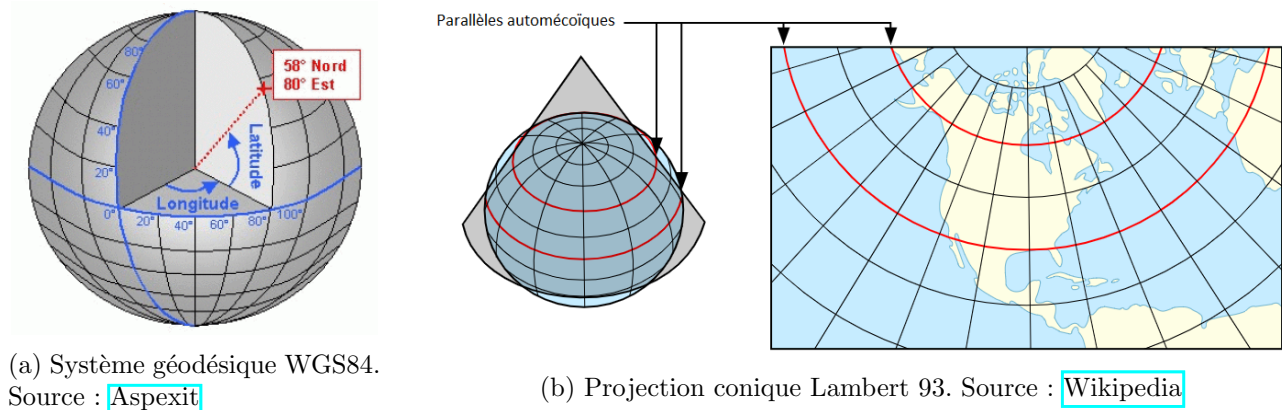 Parallèles automécoïques
80°
60°
40°
20°
0°
20°
40°
60°
80°
100°
58° Nord
80° Est
Latitude
Longitude
(a) Système géodésique WGS84.
Source : Aspexit
(b) Projection conique Lambert 93. Source : Wikipedia